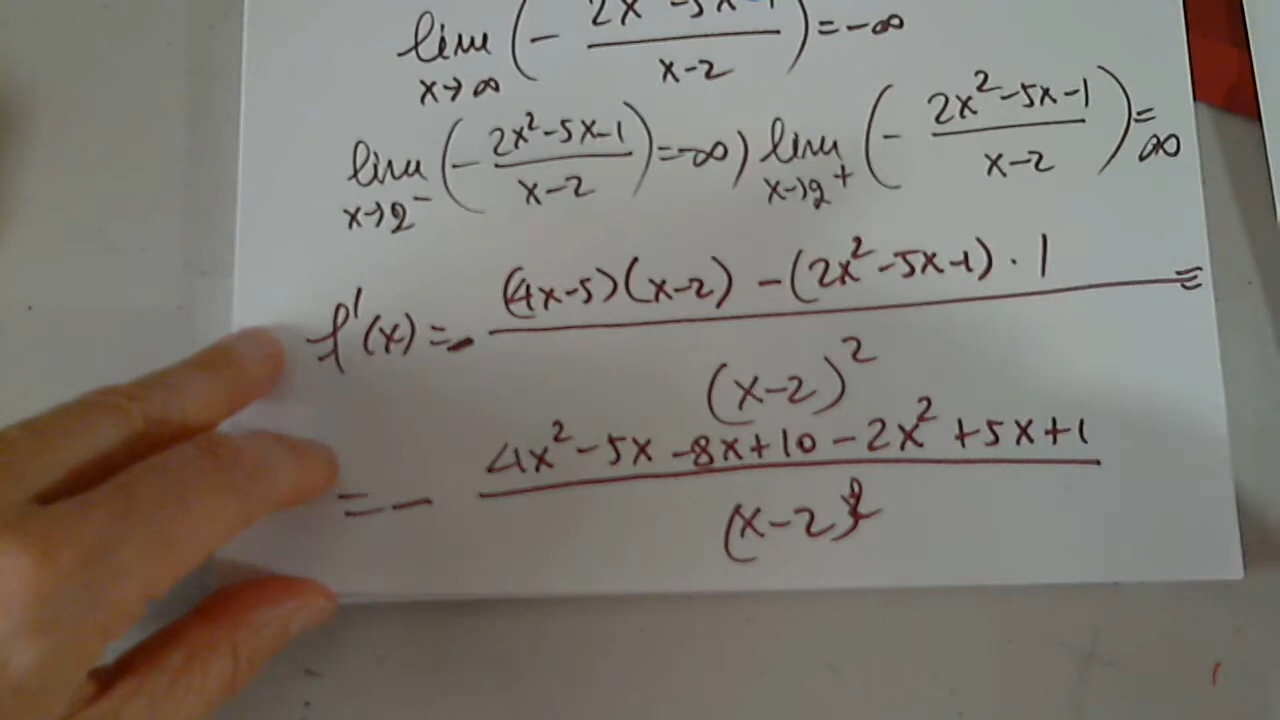 lim x→∞ (- (2x² -5x-1)/(x-2)) = -∞
lim x→2⁻ (- (2x²-5x-1)/(x-2)) = -∞) lim x→2⁺ (- (2x²-5x-1)/(x-2)) = ∞
f'(x) = - ((4x-5)(x-2) - (2x²-5x-1) · 1)/(x-2)² =
= - (4x²-5x-8x+10-2x²+5x+1)/(x-2)²